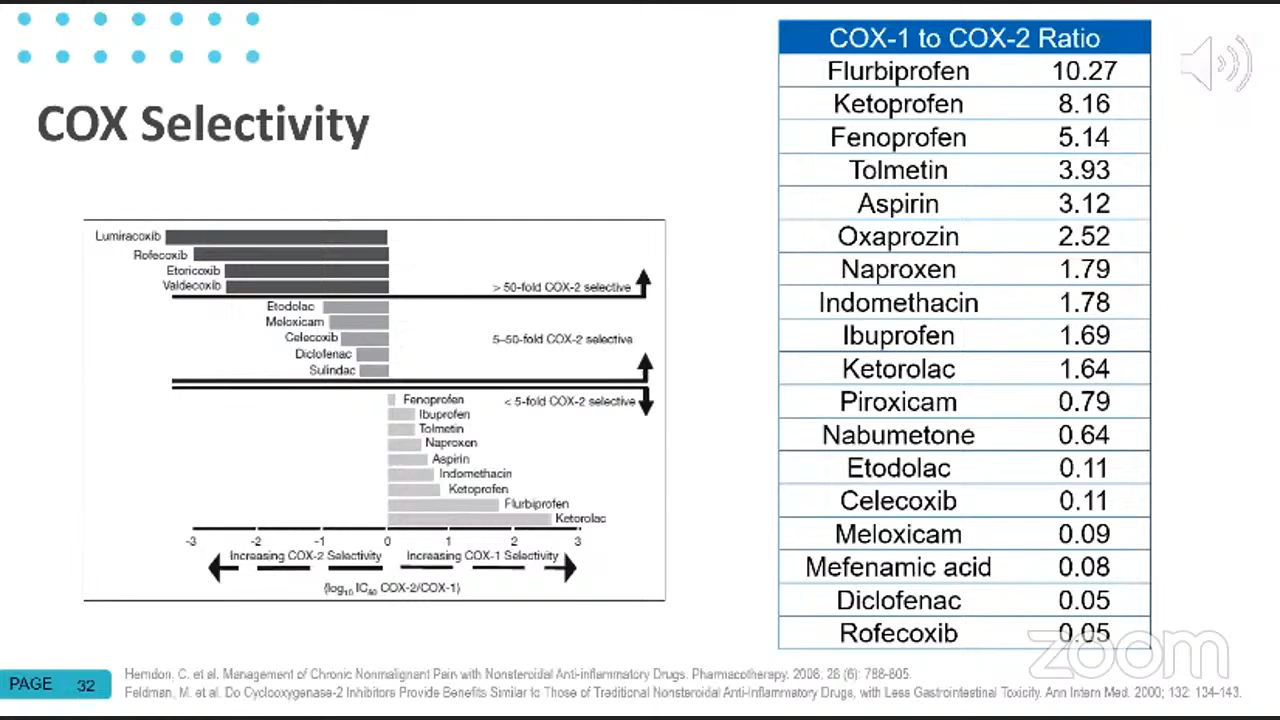 COX Selectivity
Lumiracoxib
Rofecoxib
Etoricoxib
Valdecoxib
> 50-fold COX-2 selective
Etodolac
Meloxicam
Celecoxib
5–50-fold COX-2 selective
Diclofenac
Sulindac
Fenoprofen
< 5-fold COX-2 selective
Ibuprofen
Tolmetin
Naproxen
Aspirin
Indomethacin
Ketoprofen
Flurbiprofen
Ketorolac
-3 -2 -1 0 1 2 3
Increasing COX-2 Selectivity Increasing COX-1 Selectivity
(log10 IC80 COX-2/COX-1)
COX-1 to COX-2 Ratio
Flurbiprofen 10.27
Ketoprofen 8.16
Fenoprofen 5.14
Tolmetin 3.93
Aspirin 3.12
Oxaprozin 2.52
Naproxen 1.79
Indomethacin 1.78
Ibuprofen 1.69
Ketorolac 1.64
Piroxicam 0.79
Nabumetone 0.64
Etodolac 0.11
Celecoxib 0.11
Meloxicam 0.09
Mefenamic acid 0.08
Diclofenac 0.05
Rofecoxib 0.05
zoom
PAGE 32
Herndon, C. et al. Management of Chronic Nonmalignant Pain with Nonsteroidal Anti-inflammatory Drugs. Pharmacotherapy. 2008; 28 (6): 788-805.
Feldman, M. et al. Do Cyclooxygenase-2 Inhibitors Provide Benefits Similar to Those of Traditional Nonsteroidal Anti-Inflammatory Drugs, with Less Gastrointestinal Toxicity. Ann Intern Med. 2000; 132: 134-143.